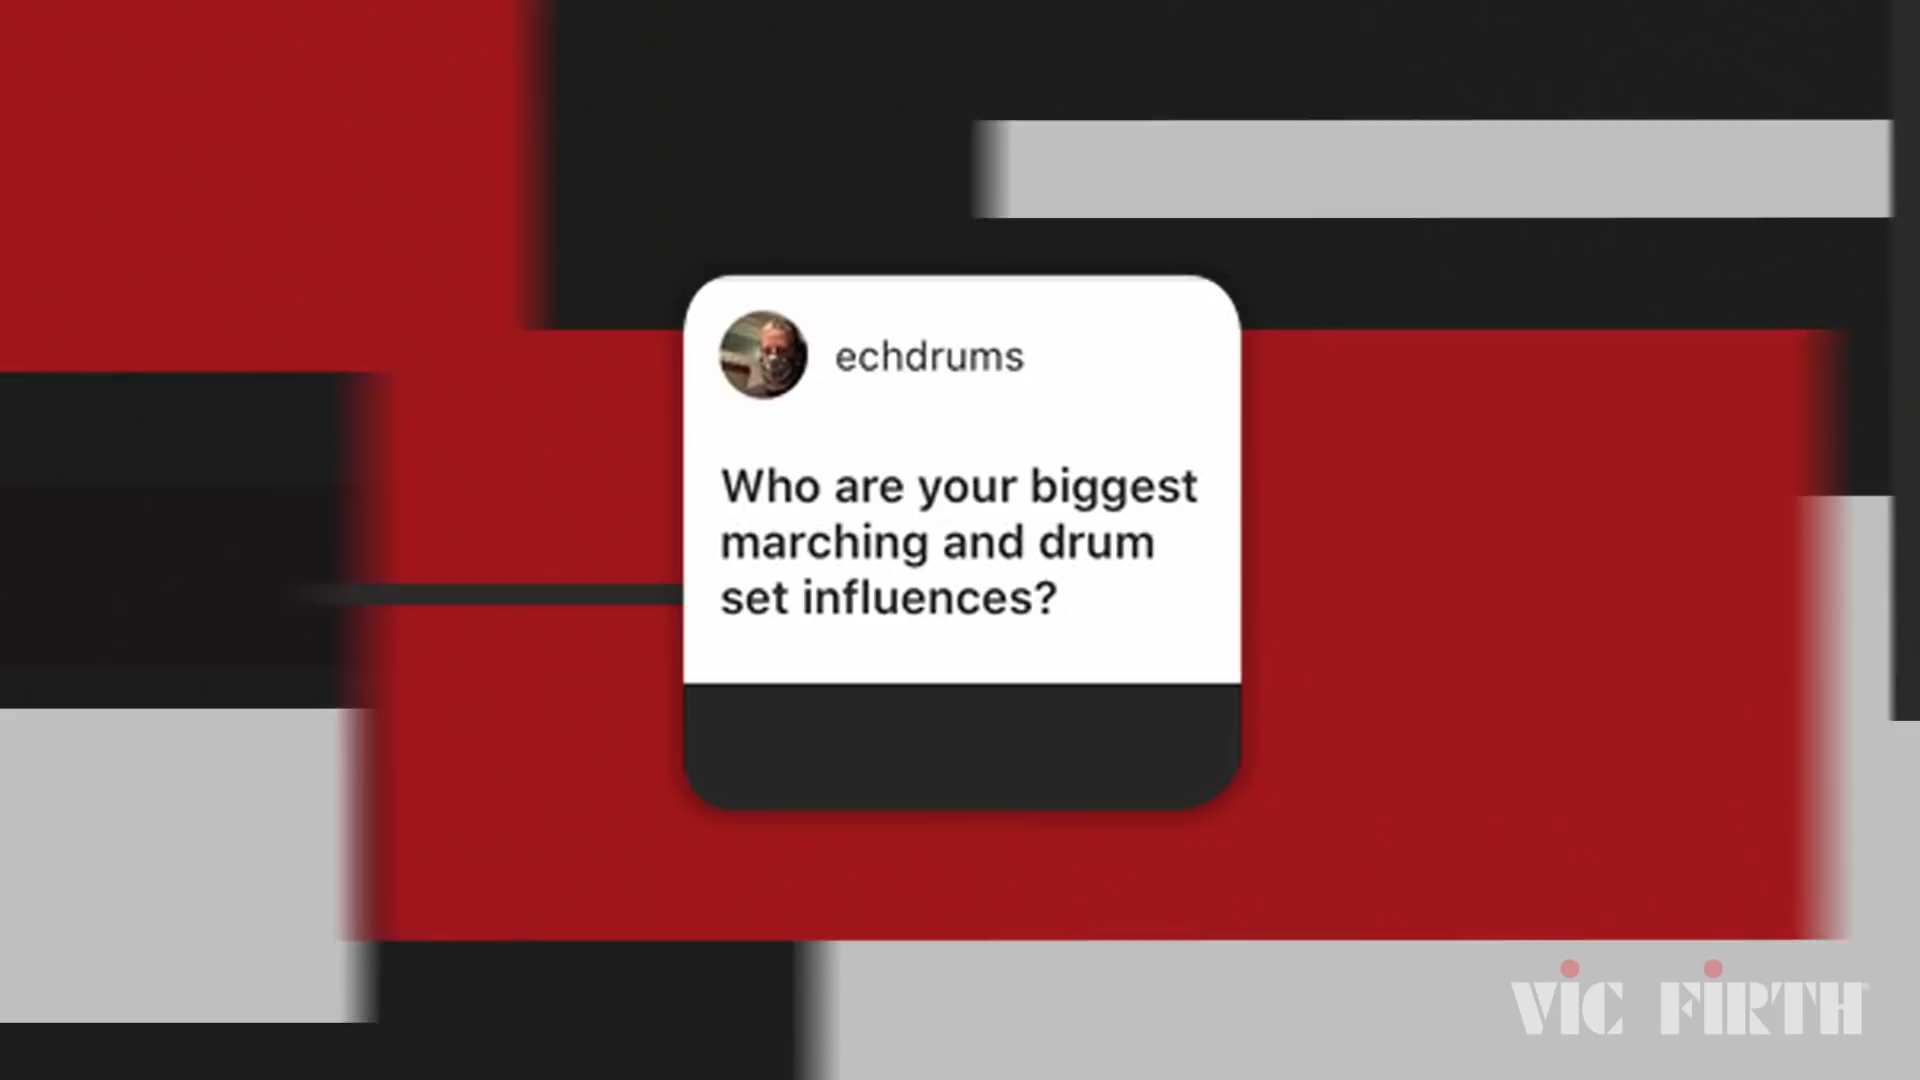 echdrums
Who are your biggest
marching and drum
set influences?
VIC FIRTH